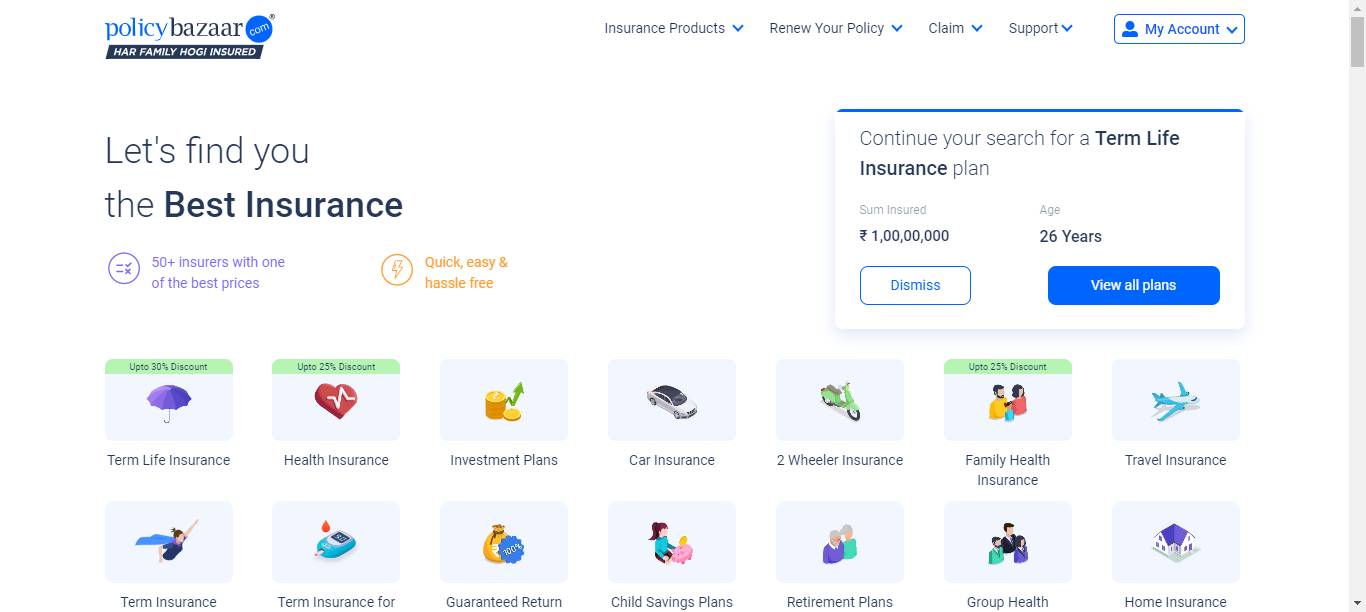 policybazaar.com®
HAR FAMILY HOGI INSURED
Insurance Products
Renew Your Policy
Claim
Support
My Account
Let's find you
the Best Insurance
50+ insurers with one
of the best prices
Quick, easy &
hassle free
Continue your search for a Term Life
Insurance plan
Sum Insured
Age
₹ 1,00,00,000
26 Years
Dismiss
View all plans
Upto 30% Discount
Term Life Insurance
Upto 25% Discount
Health Insurance
Investment Plans
Car Insurance
2 Wheeler Insurance
Upto 25% Discount
Family Health
Insurance
Travel Insurance
Term Insurance
Term Insurance for
100%
Guaranteed Return
Child Savings Plans
Retirement Plans
Group Health
Home Insurance